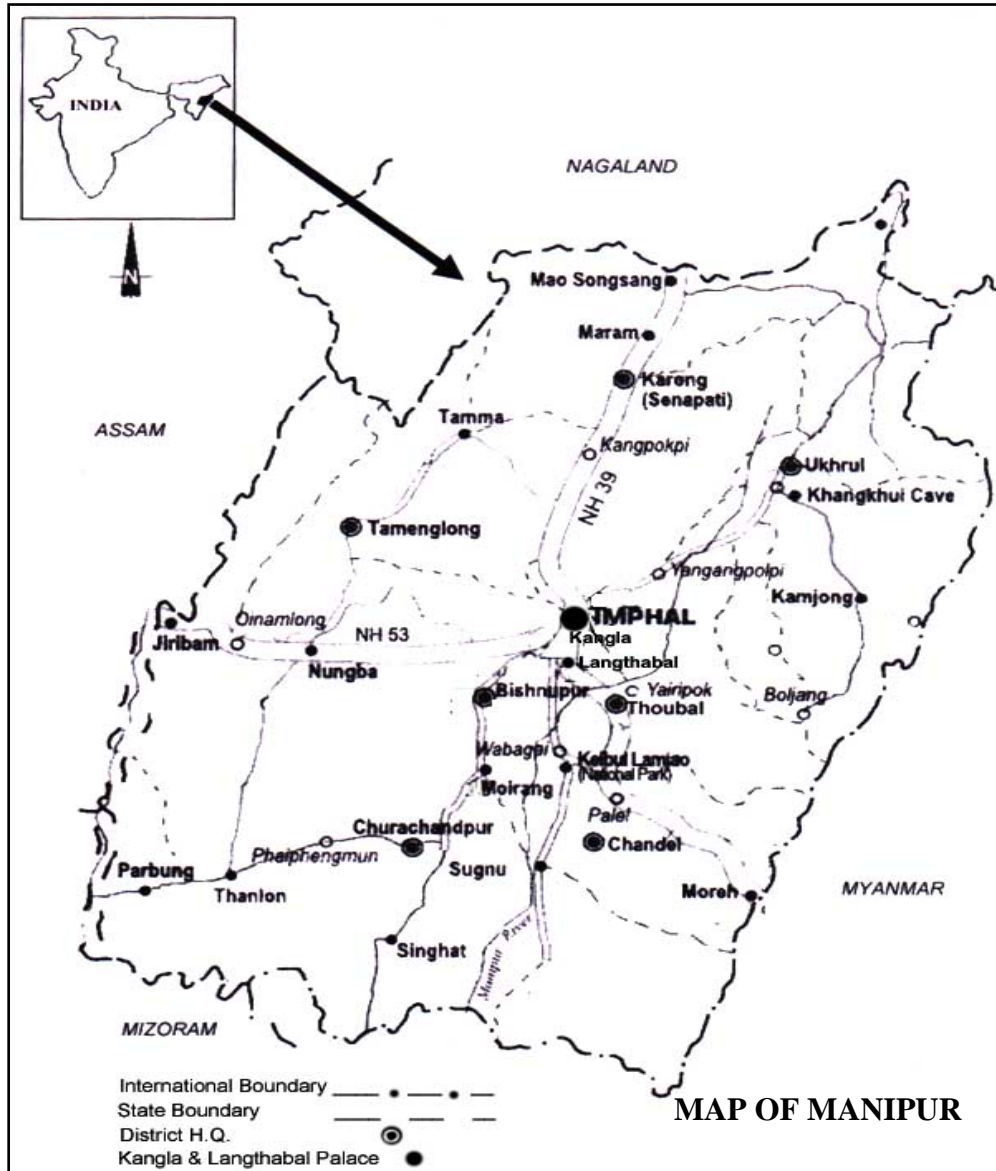 INDIA
NAGALAND
N
Mao Songsang
Maram
Kareng
(Senapati)
ASSAM
Tamma
Kangpokpi
NH 39
Ukhrul
Khangkhui Cave
Tamenglong
Yangangpolpi
Kamjong
Oinamlong
IMPHAL
Jiribam
NH 53
Kangla
Nungba
Langthabal
Bishnupur
Yairipok
Boljang
Thoubal
Wabagai
Keibul Lamjao
(National Park)
Moirang
Palel
Churachandpur
Chandel
Phaiphengmun
Parbung
Sugnu
Thanlon
Moreh
MYANMAR
Singhat
Manipur River
MIZORAM
International Boundary
State Boundary
District H.Q.
Kangla & Langthabal Palace
MAP OF MANIPUR